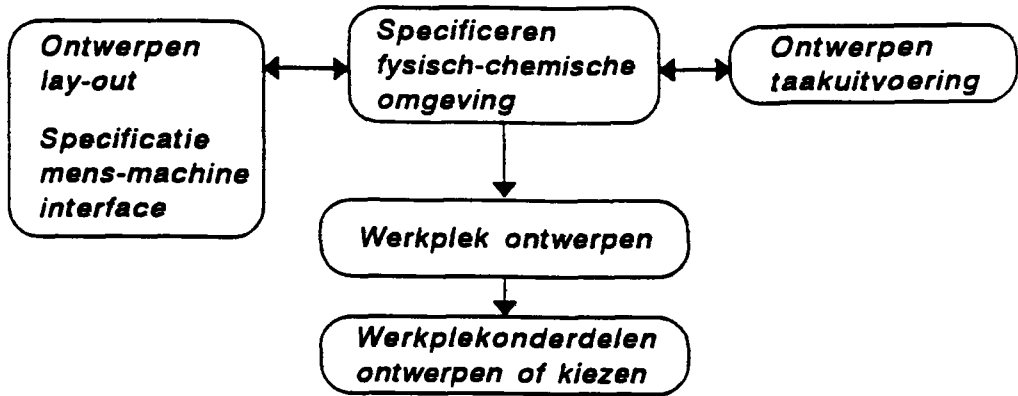 Ontwerpen
lay-out
Specificatie
mens-machine
interface
Specificeren
fysisch-chemische
omgeving
Ontwerpen
taakuitvoering
Werkplek ontwerpen
Werkplekonderdelen
ontwerpen of kiezen